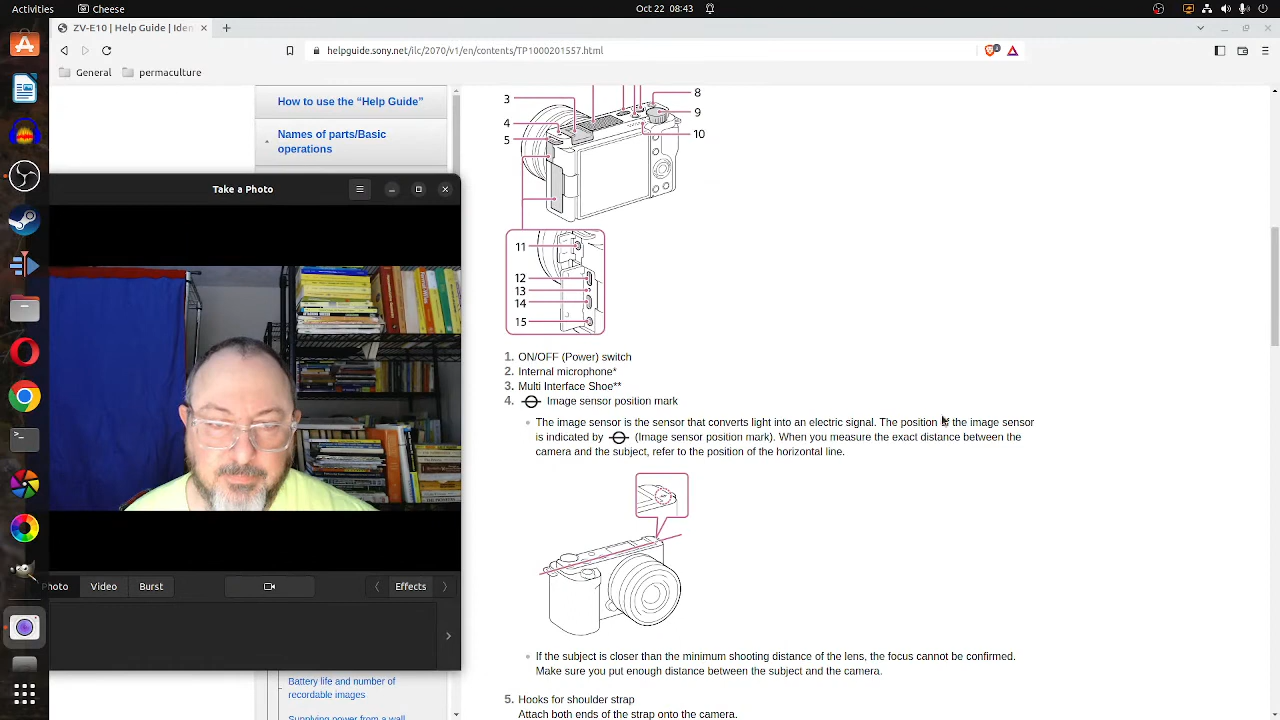 Activities
Cheese
Oct 22 08:43
ZV-E10 | Help Guide | Iden
helpguide.sony.net/ilc/2070/v1/en/contents/TP1000201557.html
General
permaculture
How to use the “Help Guide”
Names of parts/Basic
operations
Take a Photo
Photo
Video
Burst
Effects
Battery life and number of
recordable images
Supplying power from a wall
3
4
5
8
9
10
11
12
13
14
15
1. ON/OFF (Power) switch
2. Internal microphone*
3. Multi Interface Shoe**
4. Image sensor position mark
The image sensor is the sensor that converts light into an electric signal. The position of the image sensor
is indicated by (Image sensor position mark). When you measure the exact distance between the
camera and the subject, refer to the position of the horizontal line.
If the subject is closer than the minimum shooting distance of the lens, the focus cannot be confirmed.
Make sure you put enough distance between the subject and the camera.
5. Hooks for shoulder strap
Attach both ends of the strap onto the camera.